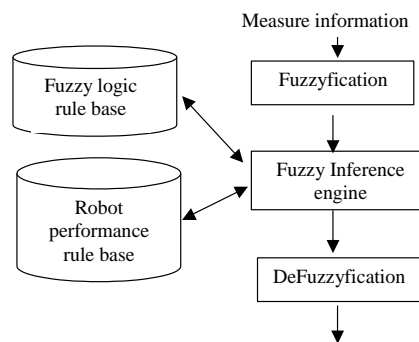 Measure information
Fuzzy logic
rule base
Fuzzyfication
Fuzzy Inference
engine
Robot
performance
rule base
DeFuzzyfication